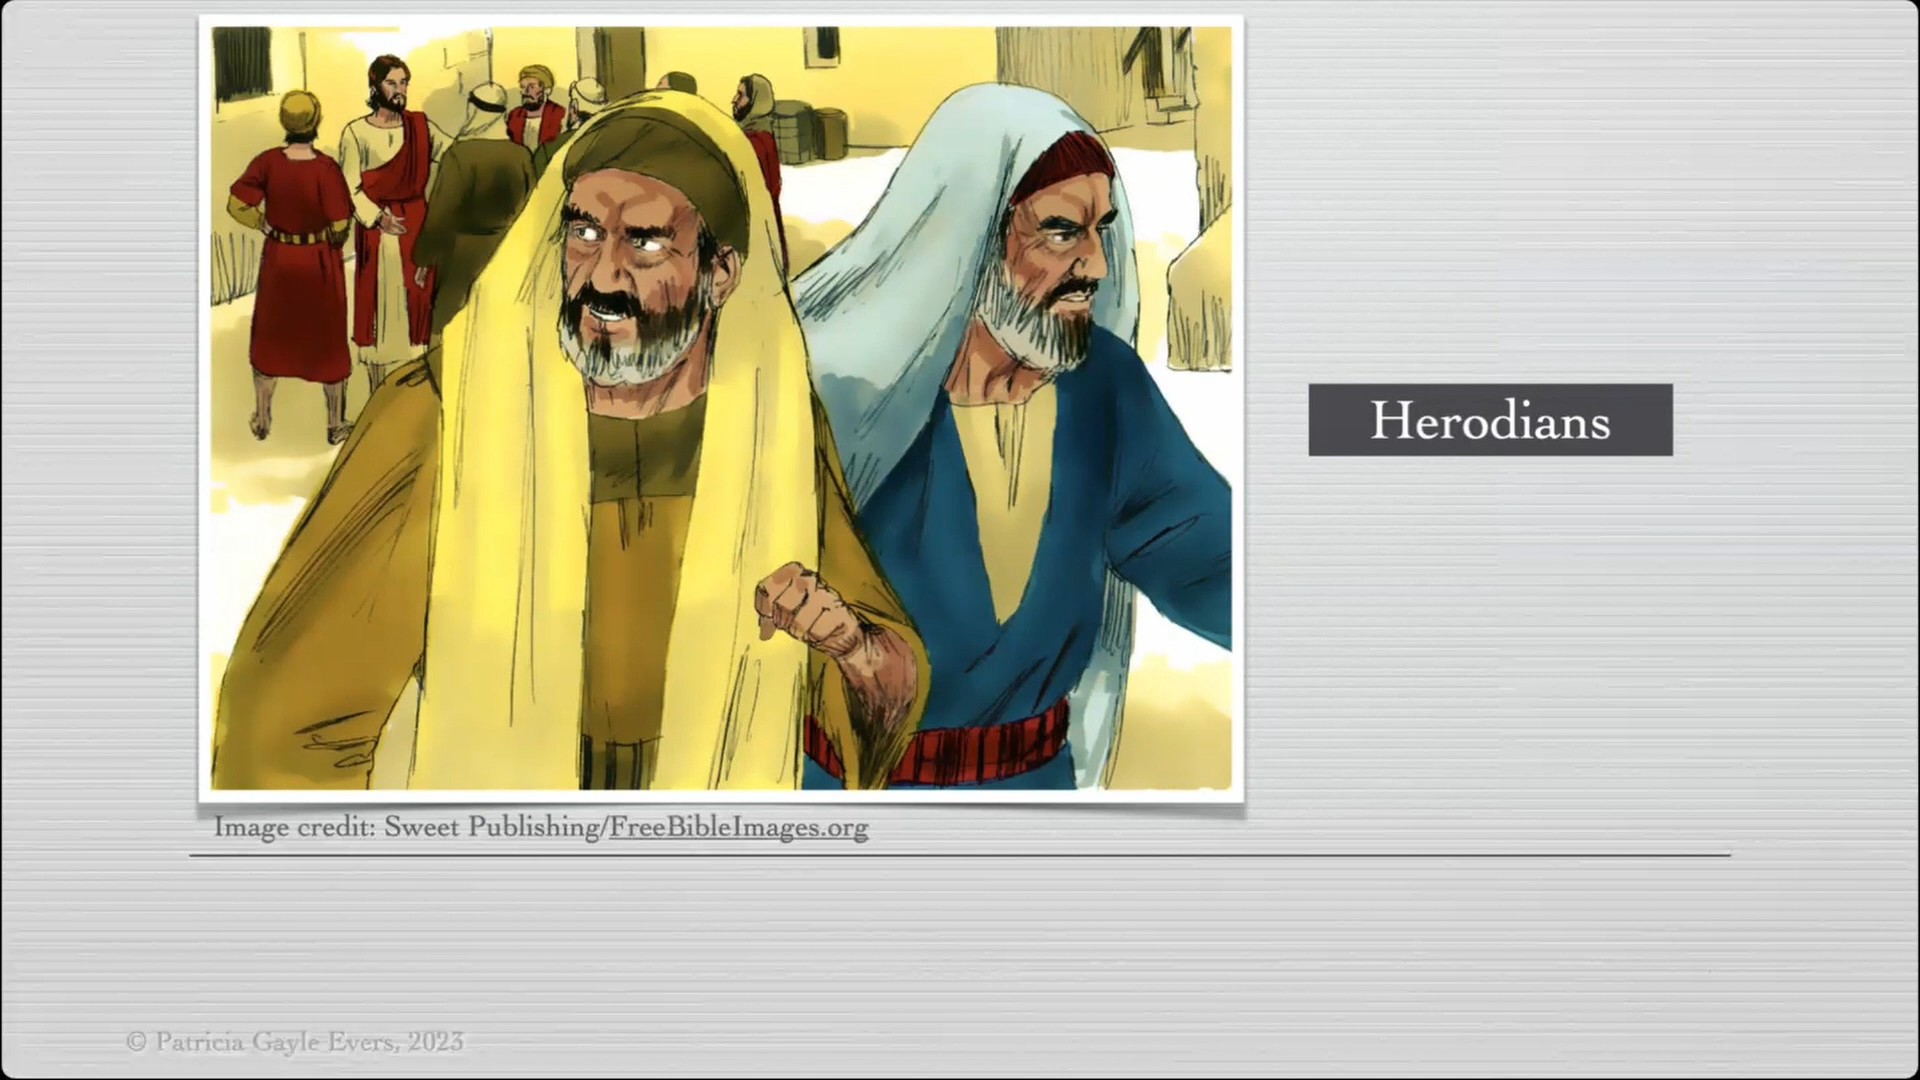 Herodians
Image credit: Sweet Publishing/FreeBibleImages.org
© Patricia Gayle Evers, 2023